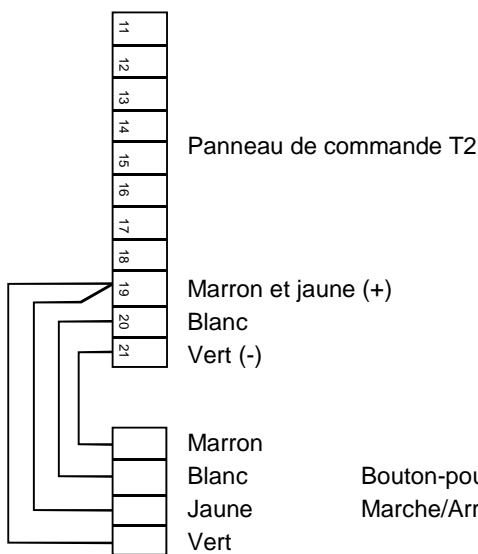 11
12
13
14
Panneau de commande T2
15
16
17
18
19 Marron et jaune (+)
20 Blanc
21 Vert (-)
Marron
Blanc
Jaune
Vert